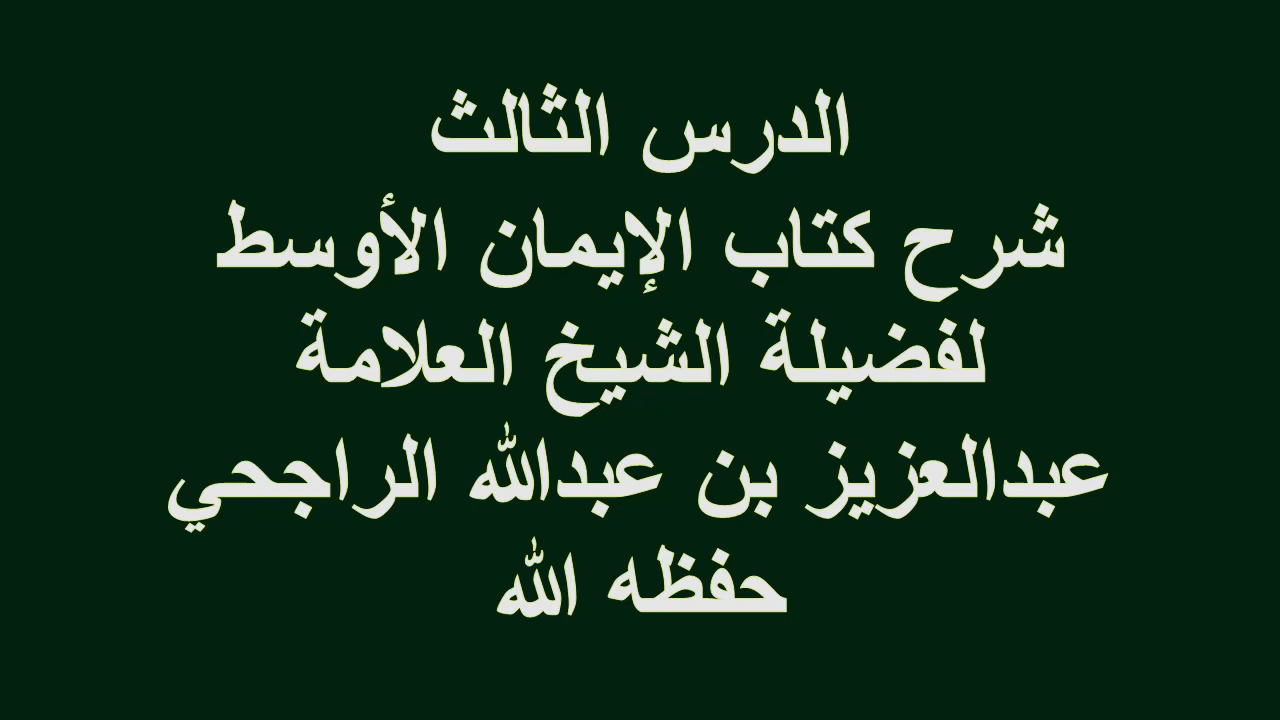 الدرس الثالث
شرح كتاب الإيمان الأوسط
لفضيلة الشيخ العلامة
عبدالعزيز بن عبدالله الراجحي
حفظه الله